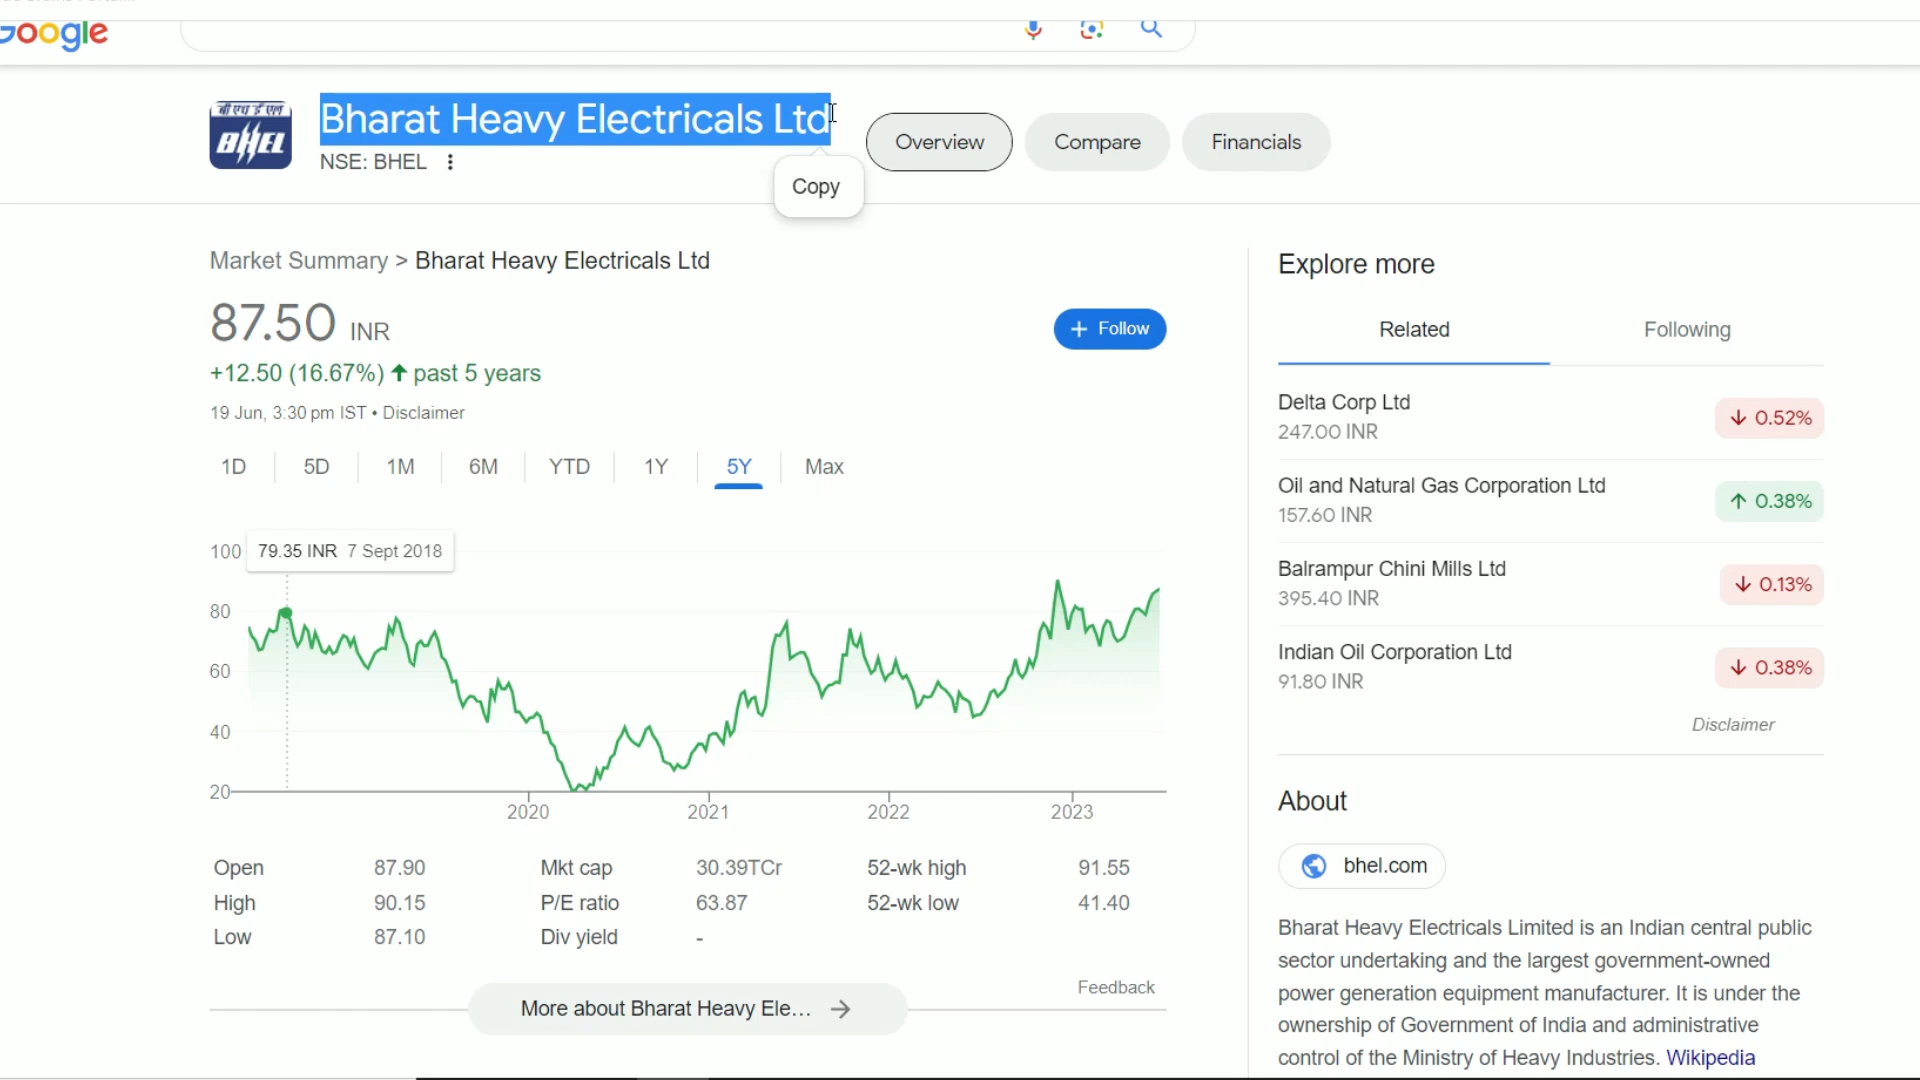 Google
बी एच ई एल
BHEL
Bharat Heavy Electricals Ltd
NSE: BHEL
Overview
Compare
Financials
Copy
Market Summary > Bharat Heavy Electricals Ltd
87.50 INR
Follow
+12.50 (16.67%) ↑ past 5 years
19 Jun, 3:30 pm IST • Disclaimer
1D 5D 1M 6M YTD 1Y 5Y Max
79.35 INR 7 Sept 2018
100
80
60
40
20
2020 2021 2022 2023
Open 87.90 Mkt cap 30.39TCr 52-wk high 91.55
High 90.15 P/E ratio 63.87 52-wk low 41.40
Low 87.10 Div yield -
Feedback
More about Bharat Heavy Ele... →
Explore more
Related Following
Delta Corp Ltd
247.00 INR
↓ 0.52%
Oil and Natural Gas Corporation Ltd
157.60 INR
↑ 0.38%
Balrampur Chini Mills Ltd
395.40 INR
↓ 0.13%
Indian Oil Corporation Ltd
91.80 INR
↓ 0.38%
Disclaimer
About
bhel.com
Bharat Heavy Electricals Limited is an Indian central public
sector undertaking and the largest government-owned
power generation equipment manufacturer. It is under the
ownership of Government of India and administrative
control of the Ministry of Heavy Industries. Wikipedia